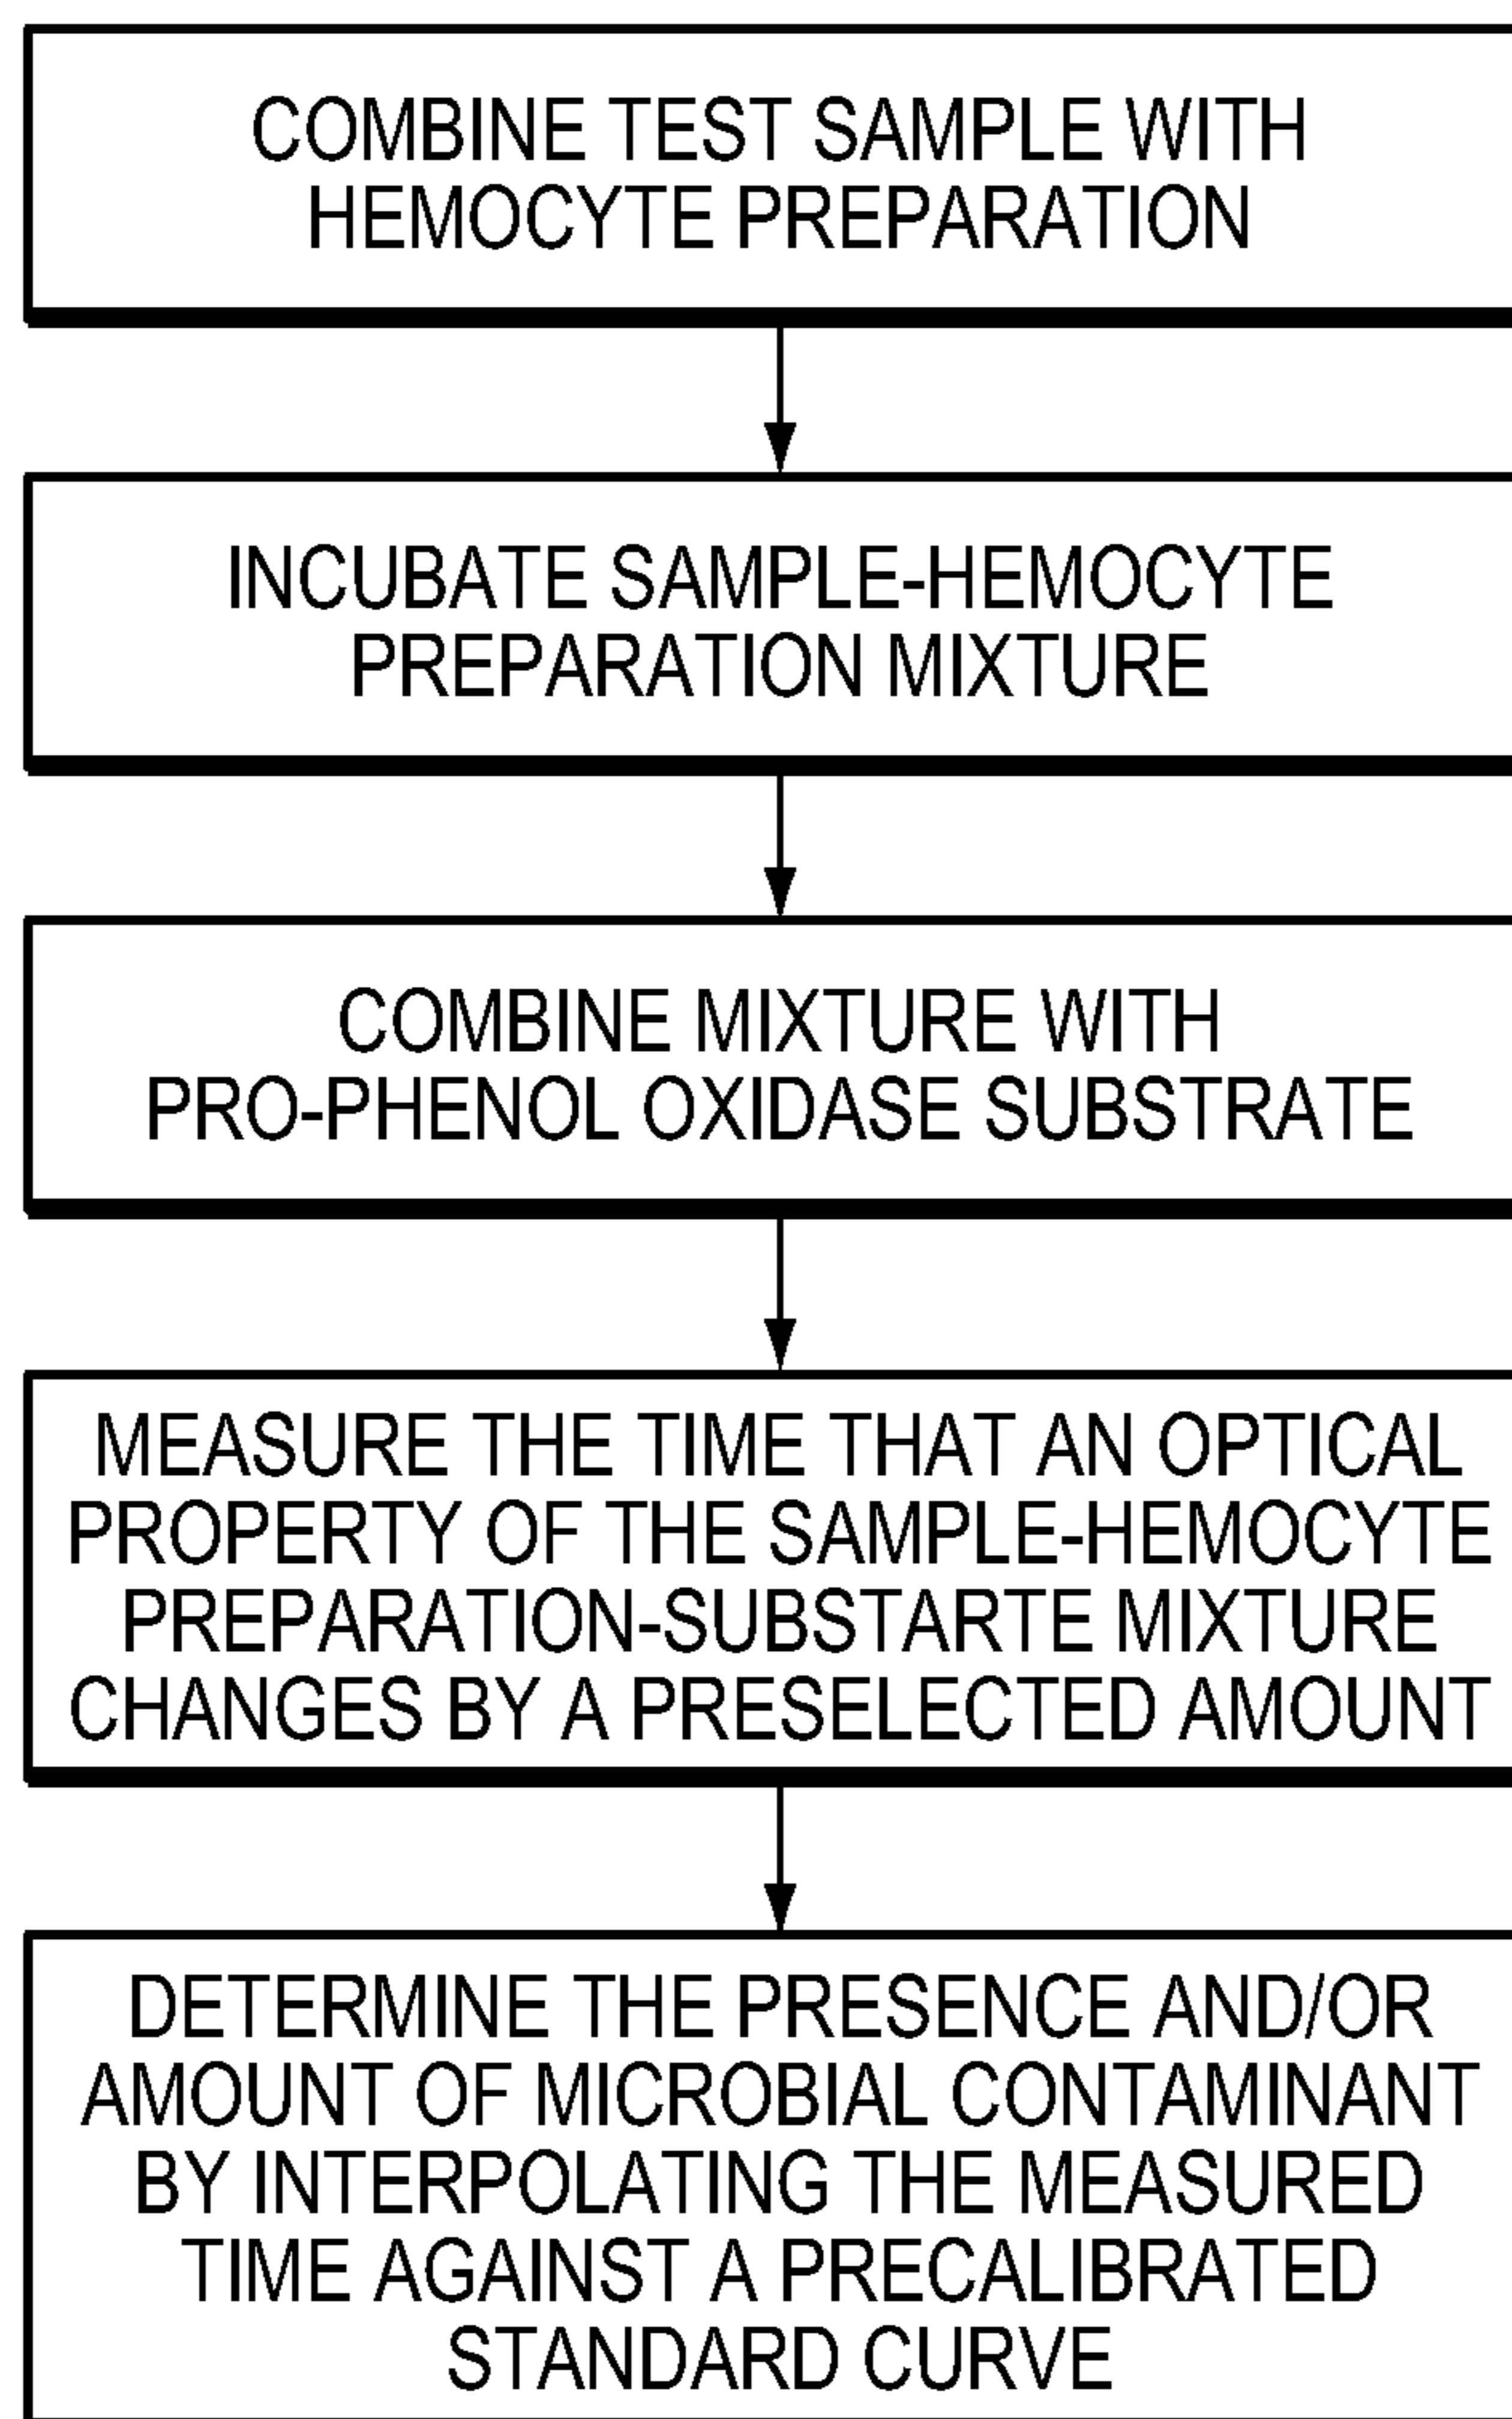 COMBINE TEST SAMPLE WITH
HEMOCYTE PREPARATION
INCUBATE SAMPLE-HEMOCYTE
PREPARATION MIXTURE
COMBINE MIXTURE WITH
PRO-PHENOL OXIDASE SUBSTRATE
MEASURE THE TIME THAT AN OPTICAL
PROPERTY OF THE SAMPLE-HEMOCYTE
PREPARATION-SUBSTARTE MIXTURE
CHANGES BY A PRESELECTED AMOUNT
DETERMINE THE PRESENCE AND/OR
AMOUNT OF MICROBIAL CONTAMINANT
BY INTERPOLATING THE MEASURED
TIME AGAINST A PRECALIBRATED
STANDARD CURVE